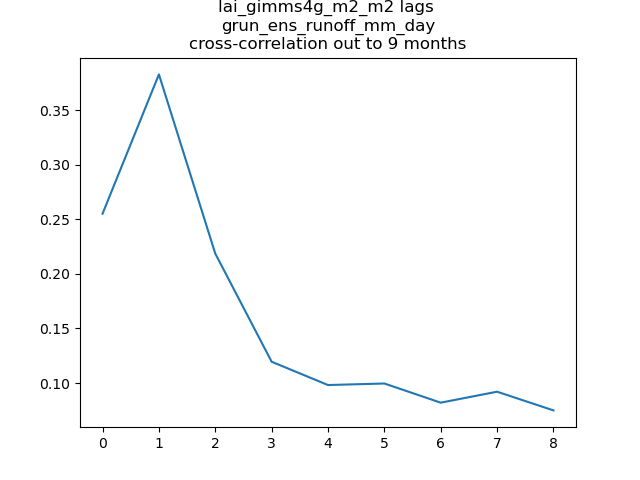 lai_gimms4g_m2_m2 lags
grun_ens_runoff_mm_day
cross-correlation out to 9 months
0.35
0.30
0.25
0.20
0.15
0.10
0 1 2 3 4 5 6 7 8